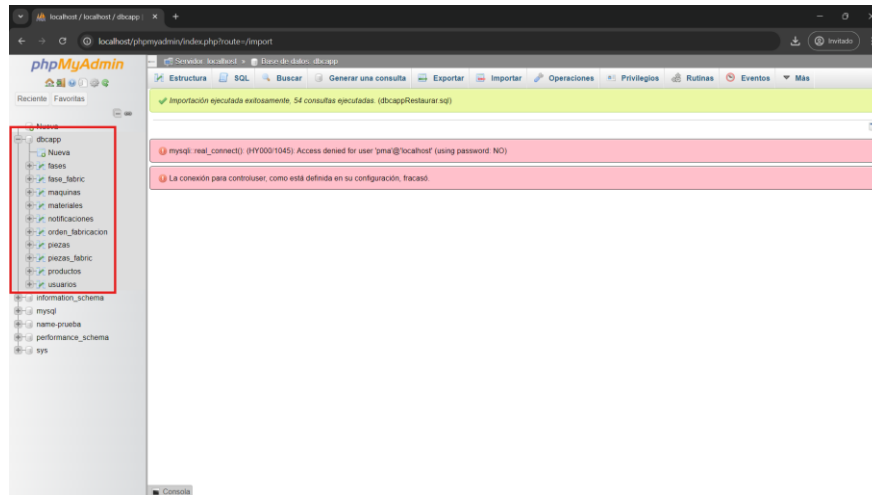 localhost / localhost / dbcapp |
localhost/phpmyadmin/index.php?route=/import
Invitado
phpMyAdmin
Reciente Favoritas
Nueva
dbcapp
Nueva
fases
fase_fabric
maquinas
materiales
notificaciones
orden_fabricacion
piezas
piezas_fabric
productos
usuarios
information_schema
mysql
name-prueba
performance_schema
sys
Servidor: localhost » Base de datos: dbcapp
Estructura SQL Buscar Generar una consulta Exportar Importar Operaciones Privilegios Rutinas Eventos Más
Importación ejecutada exitosamente, 54 consultas ejecutadas. (dbcappRestaurar.sql)
mysqli::real_connect(): (HY000/1045): Access denied for user 'pma'@'localhost' (using password: NO)
La conexión para controluser, como está definida en su configuración, fracasó.
Consola